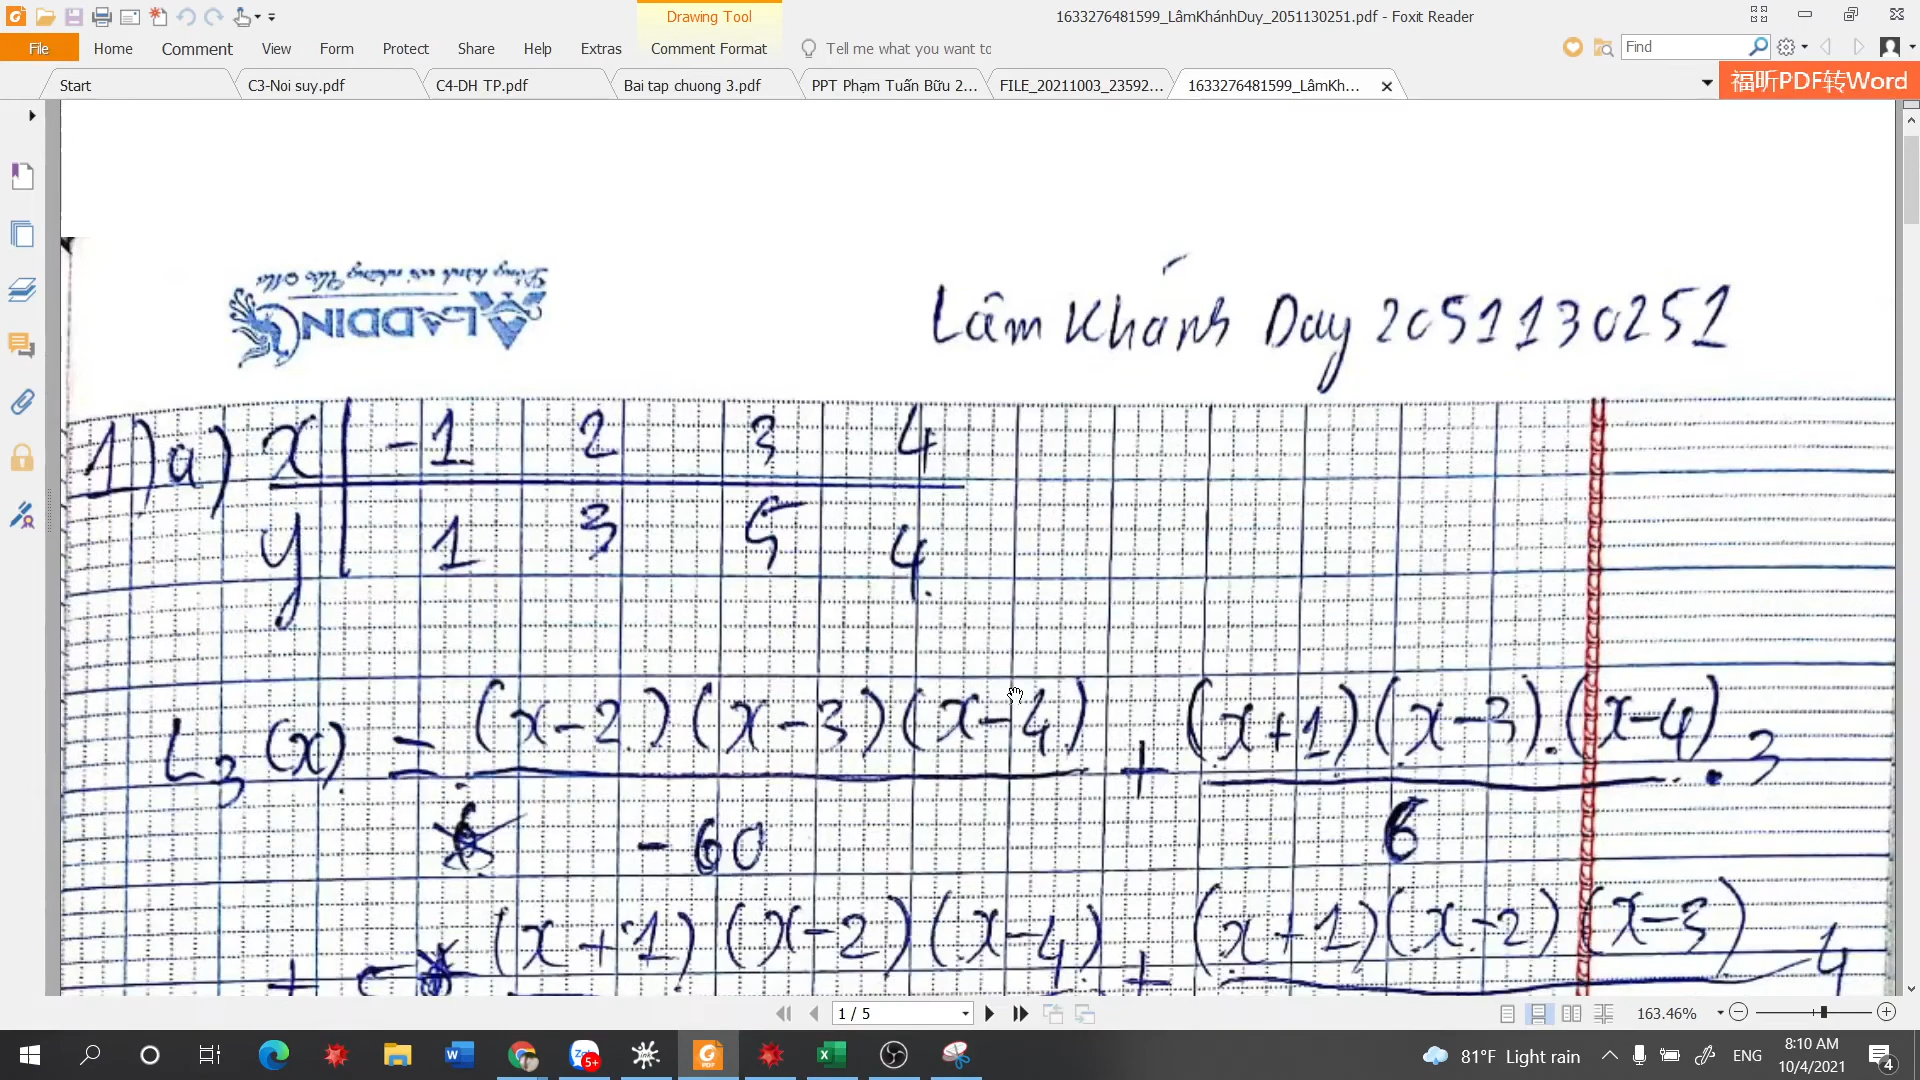 Drawing Tool
1633276481599_LâmKhánhDuy_2051130251.pdf - Foxit Reader
File Home Comment View Form Protect Share Help Extras Comment Format Tell me what you want to Find
Start C3-Noi suy.pdf C4-DH TP.pdf Bai tap chuong 3.pdf PPT Phạm Tuấn Bữu 2... FILE_20211003_23592... 1633276481599_LâmKh... 福昕PDF转Word
ALADDIN
Lâm Khánh Duy 2051130251
1) a) x | -1 2 3 4
y | 1 3 5 4.
L₃(x) = (x-2)(x-3)(x-4) + (x+1)(x-3).(x-4) . 3
-60 6
+ (x+1)(x-2)(x-4) + (x+1)(x-2)(x-3) 4
1 / 5 163.46%
5+ 81°F Light rain ENG 8:10 AM
10/4/2021 4